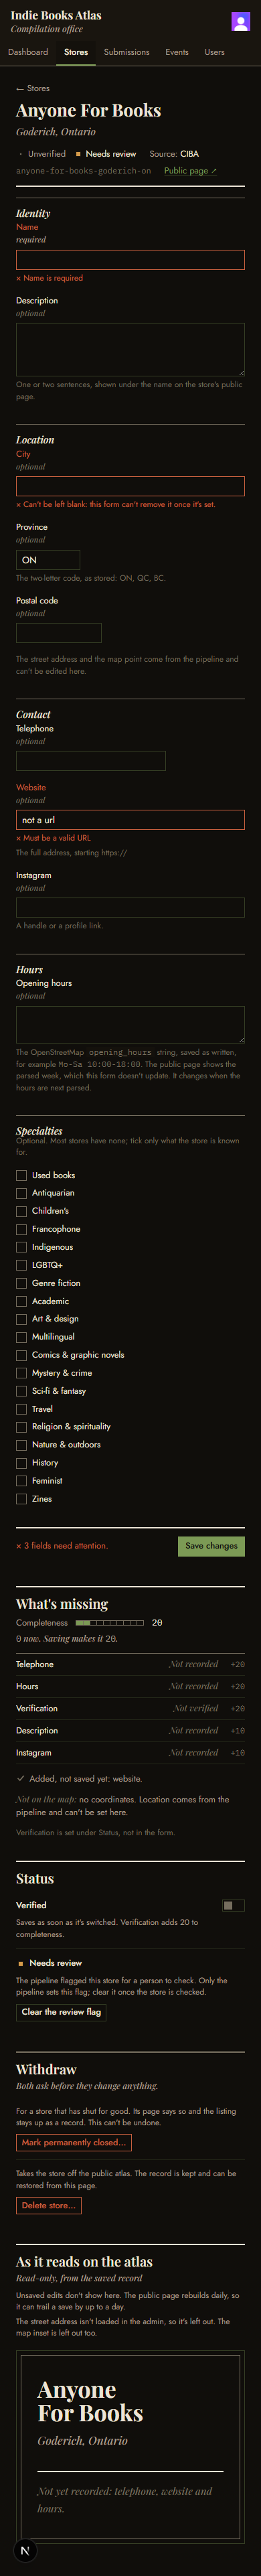 Indie Books Atlas
Compilation office
Dashboard Stores Submissions Events Users
← Stores
Anyone For Books
Goderich, Ontario
· Unverified Needs review Source: CIBA
anyone-for-books-goderich-on Public page ↗
Identity
Name
required
× Name is required
Description
optional
One or two sentences, shown under the name on the store's public
page.
Location
City
optional
× Can't be left blank: this form can't remove it once it's set.
Province
optional
ON
The two-letter code, as stored: ON, QC, BC.
Postal code
optional
The street address and the map point come from the pipeline and
can't be edited here.
Contact
Telephone
optional
Website
optional
not a url
× Must be a valid URL
The full address, starting https://
Instagram
optional
A handle or a profile link.
Hours
Opening hours
optional
The OpenStreetMap opening_hours string, saved as written,
for example Mo-Sa 10:00-18:00. The public page shows the
parsed week, which this form doesn't update. It changes when the
hours are next parsed.
Specialties
Optional. Most stores have none; tick only what the store is known
for.
Used books
Antiquarian
Children's
Francophone
Indigenous
LGBTQ+
Genre fiction
Academic
Art & design
Multilingual
Comics & graphic novels
Mystery & crime
Sci-fi & fantasy
Travel
Religion & spirituality
Nature & outdoors
History
Feminist
Zines
× 3 fields need attention. Save changes
What's missing
Completeness 20
0 now. Saving makes it 20.
Telephone Not recorded +20
Hours Not recorded +20
Verification Not verified +20
Description Not recorded +10
Instagram Not recorded +10
✓ Added, not saved yet: website.
Not on the map: no coordinates. Location comes from the
pipeline and can't be set here.
Verification is set under Status, not in the form.
Status
Verified
Saves as soon as it's switched. Verification adds 20 to
completeness.
Needs review
The pipeline flagged this store for a person to check. Only the
pipeline sets this flag; clear it once the store is checked.
Clear the review flag
Withdraw
Both ask before they change anything.
For a store that has shut for good. Its page says so and the listing
stays up as a record. This can't be undone.
Mark permanently closed…
Takes the store off the public atlas. The record is kept and can be
restored from this page.
Delete store…
As it reads on the atlas
Read-only, from the saved record
Unsaved edits don't show here. The public page rebuilds daily, so
it can trail a save by up to a day.
The street address isn't loaded in the admin, so it's left out. The
map inset is left out too.
Anyone
For Books
Goderich, Ontario
Not yet recorded: telephone, website and
hours.
N